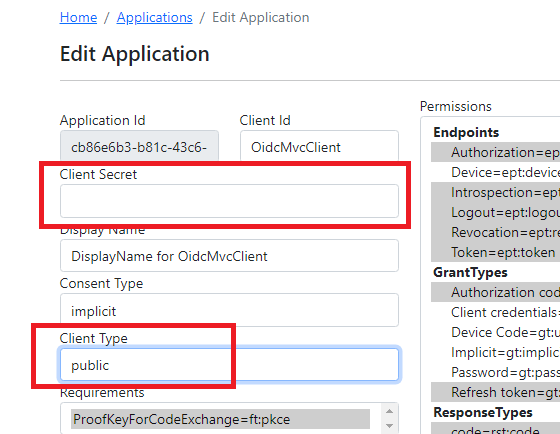 Home / Applications / Edit Application
Edit Application
Application Id
cb86e6b3-b81c-43c6-
Client Id
OidcMvcClient
Client Secret
Display Name
DisplayName for OidcMvcClient
Consent Type
implicit
Client Type
public
Requirements
ProofKeyForCodeExchange=ft:pkce
Permissions
Endpoints
Authorization=ept
Device=ept:device
Introspection=ept
Logout=ept:logou
Revocation=ept:re
Token=ept:token
GrantTypes
Authorization cod
Client credentials=
Device Code=gt:u
Implicit=gt:implic
Password=gt:pass
Refresh token=gt:
ResponseTypes
code=rst:code